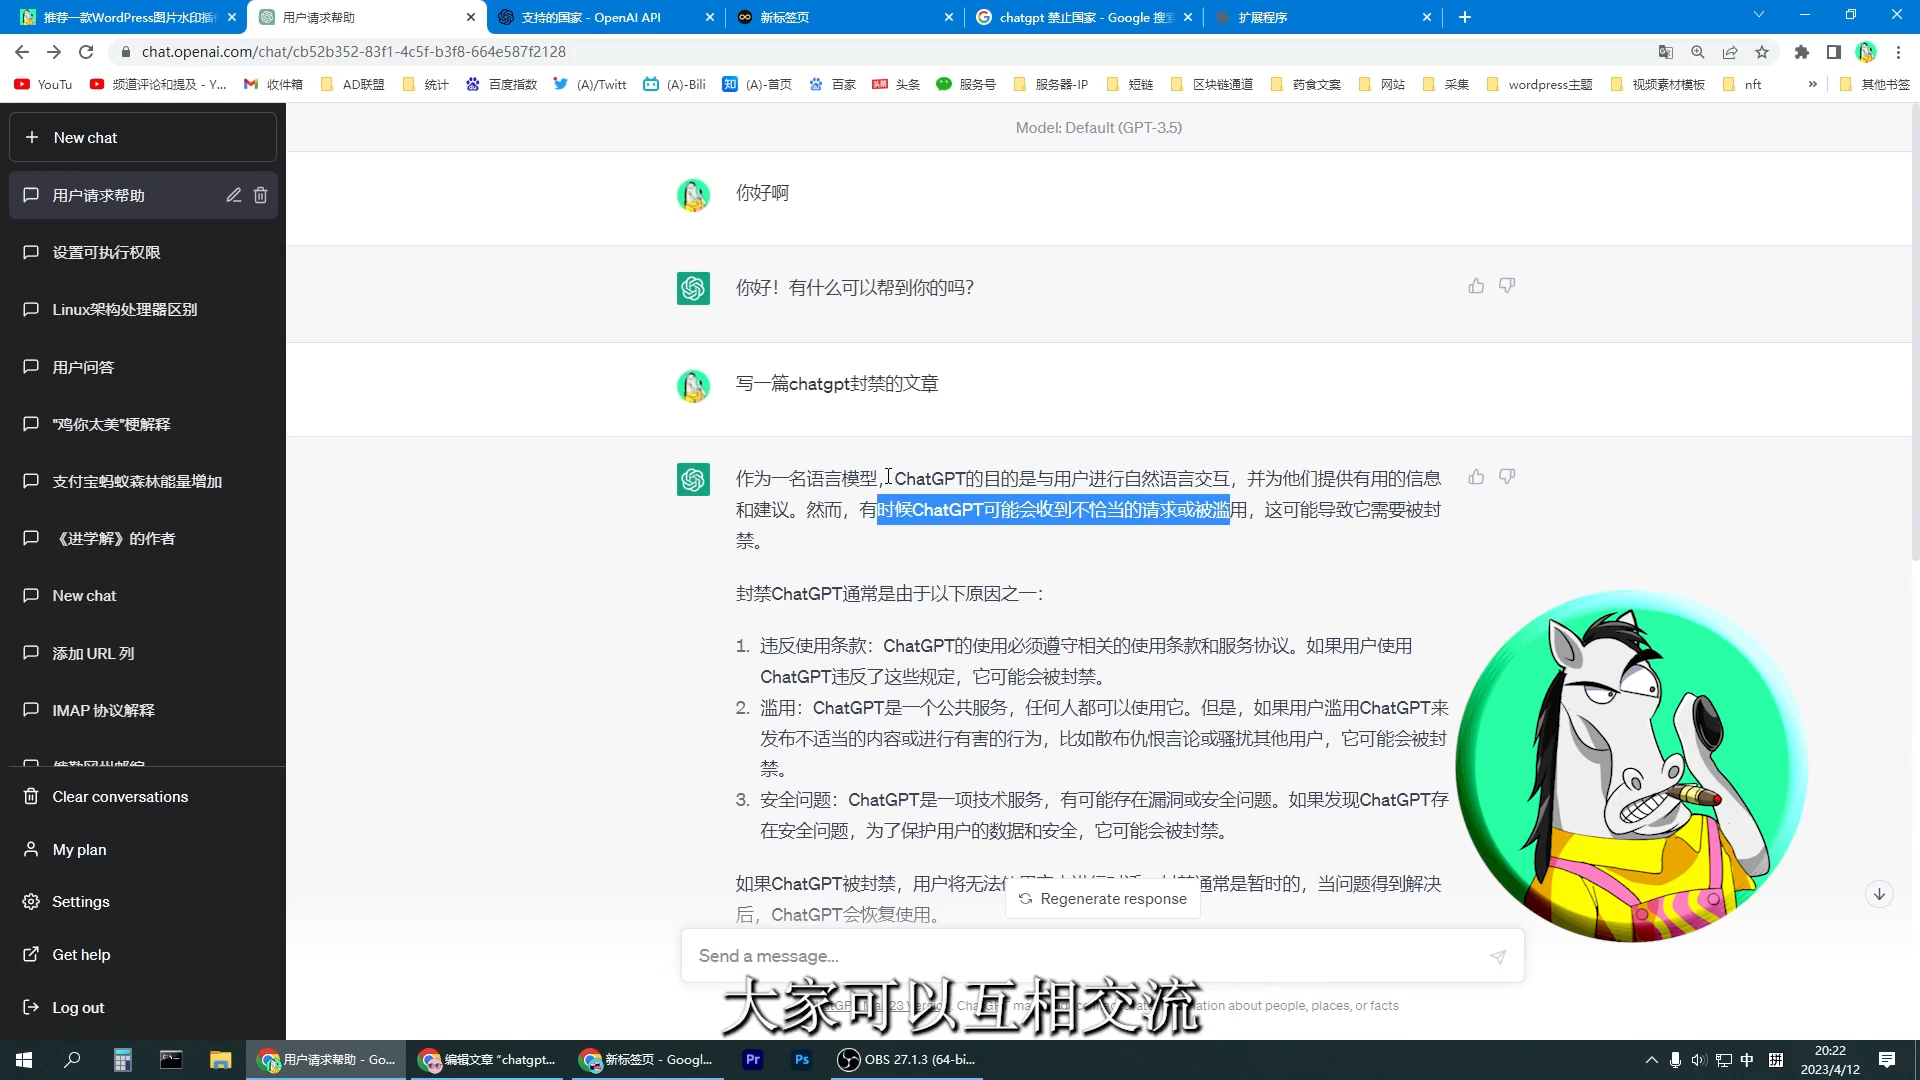 推荐一款WordPress图片水印插
用户请求帮助
支持的国家 - OpenAI API
新标签页
chatgpt 禁止国家 - Google 搜
扩展程序
chat.openai.com/chat/cb52b352-83f1-4c5f-b3f8-664e587f2128
YouTu
频道评论和提及 - Y...
收件箱
AD联盟
统计
百度指数
(A)/Twitt
(A)-Bili
(A)-首页
百家
头条
服务号
服务器-IP
短链
区块链通道
药食文案
网站
采集
wordpress主题
视频素材模板
nft
»
其他书签
New chat
用户请求帮助
设置可执行权限
Linux架构处理器区别
用户问答
"鸡你太美"梗解释
支付宝蚂蚁森林能量增加
《进学解》的作者
New chat
添加 URL 列
IMAP 协议解释
Clear conversations
My plan
Settings
Get help
Log out
Model: Default (GPT-3.5)
你好啊
你好！有什么可以帮到你的吗？
写一篇chatgpt封禁的文章
作为一名语言模型，ChatGPT的目的是与用户进行自然语言交互，并为他们提供有用的信息
和建议。然而，有时候ChatGPT可能会收到不恰当的请求或被滥用，这可能导致它需要被封
禁。
封禁ChatGPT通常是由于以下原因之一：
1. 违反使用条款：ChatGPT的使用必须遵守相关的使用条款和服务协议。如果用户使用
ChatGPT违反了这些规定，它可能会被封禁。
2. 滥用：ChatGPT是一个公共服务，任何人都可以使用它。但是，如果用户滥用ChatGPT来
发布不适当的内容或进行有害的行为，比如散布仇恨言论或骚扰其他用户，它可能会被封
禁。
3. 安全问题：ChatGPT是一项技术服务，有可能存在漏洞或安全问题。如果发现ChatGPT存
在安全问题，为了保护用户的数据和安全，它可能会被封禁。
如果ChatGPT被封禁，用户将无法 通常是暂时的，当问题得到解决
后，ChatGPT会恢复使用。
Regenerate response
Send a message...
about people, places, or facts
大家可以互相交流
用户请求帮助 - Go...
编辑文章 “chatgpt...
新标签页 - Googl...
Pr
Ps
OBS 27.1.3 (64-bi...
中
拼
20:22
2023/4/12